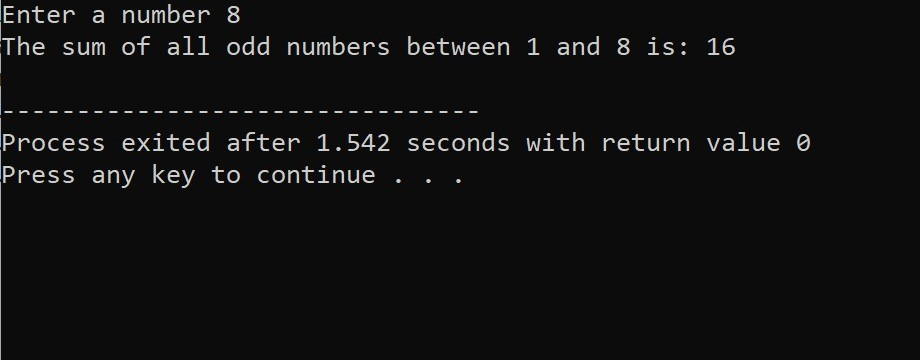 Enter a number 8
The sum of all odd numbers between 1 and 8 is: 16
--------------------------------
Process exited after 1.542 seconds with return value 0
Press any key to continue . . .